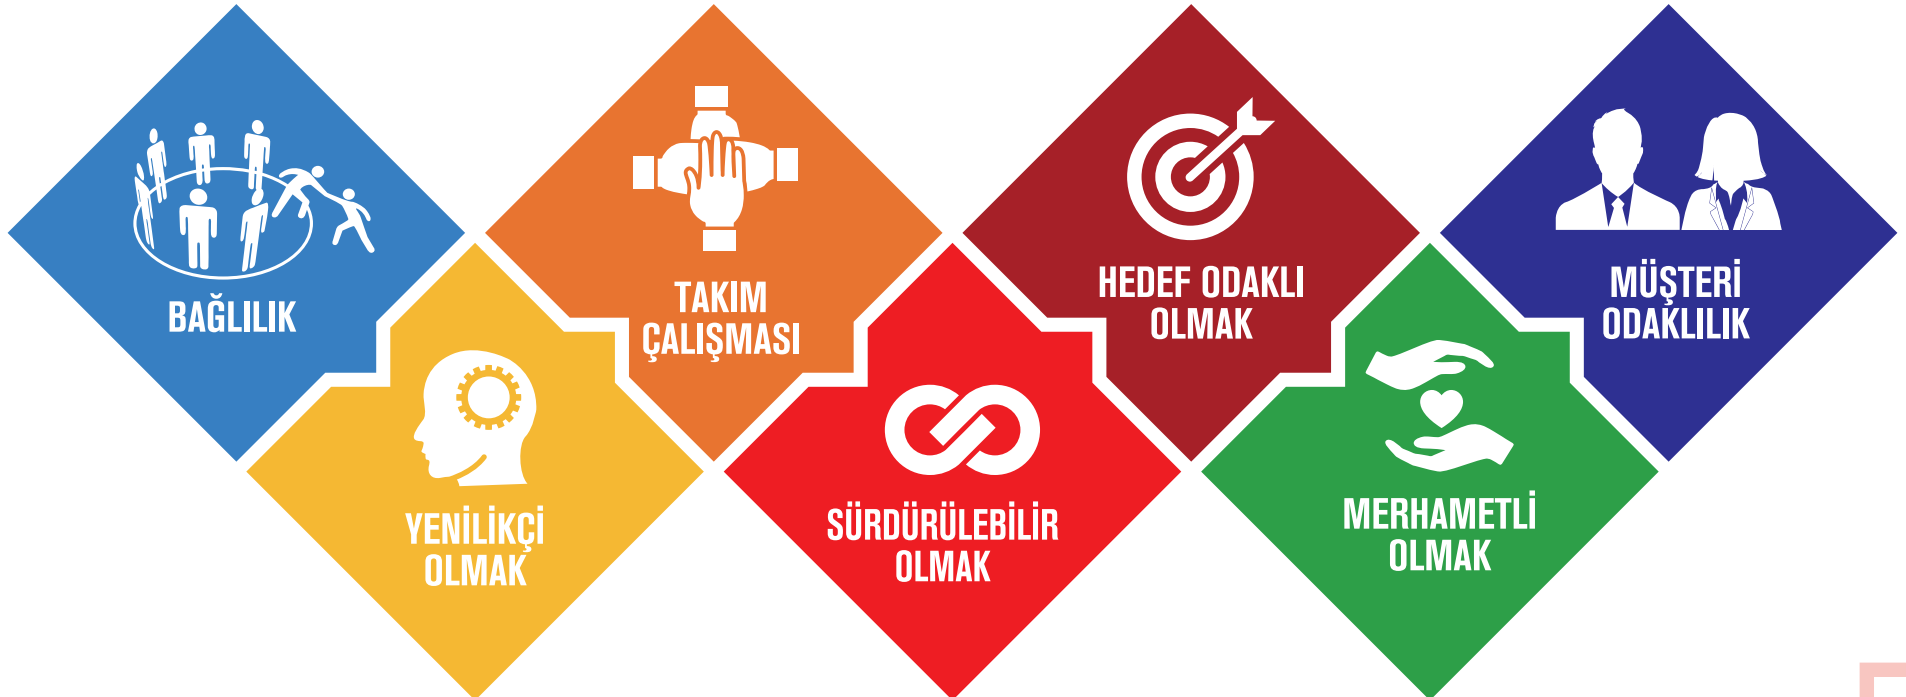 BAĞLILIK
YENİLİKÇİ
OLMAK
TAKIM
ÇALIŞMASI
SÜRDÜRÜLEBİLİR
OLMAK
HEDEF ODAKLI
OLMAK
MERHAMETLİ
OLMAK
MÜŞTERİ
ODAKLILIK